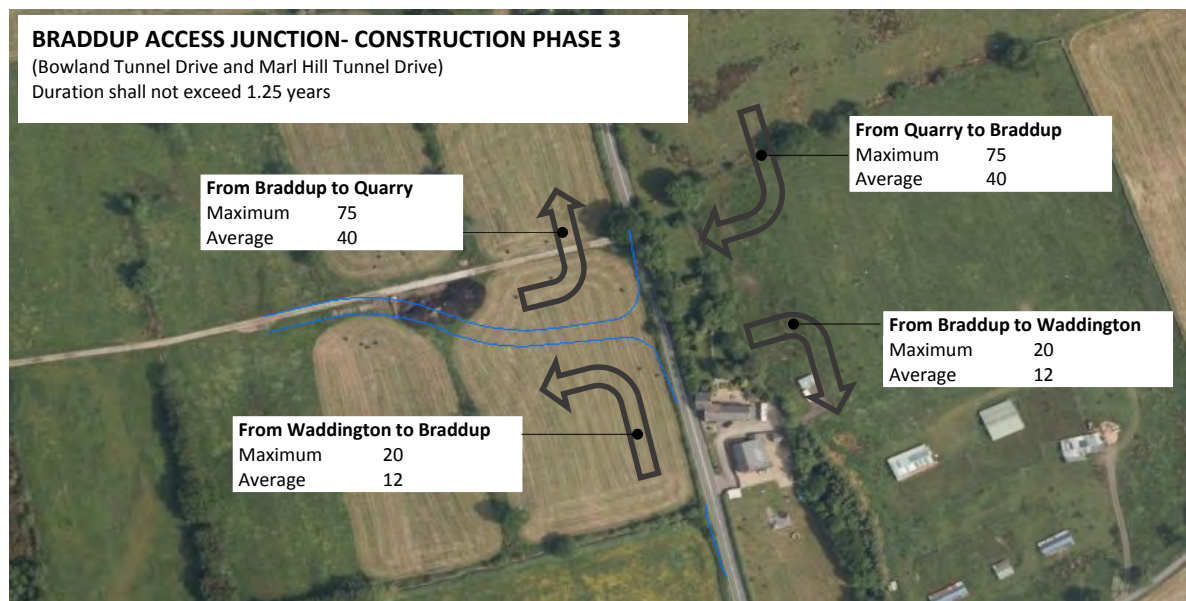 BRADDUP ACCESS JUNCTION- CONSTRUCTION PHASE 3
(Bowland Tunnel Drive and Marl Hill Tunnel Drive)
Duration shall not exceed 1.25 years
From Quarry to Braddup
Maximum 75
Average 40
From Braddup to Quarry
Maximum 75
Average 40
From Braddup to Waddington
Maximum 20
Average 12
From Waddington to Braddup
Maximum 20
Average 12